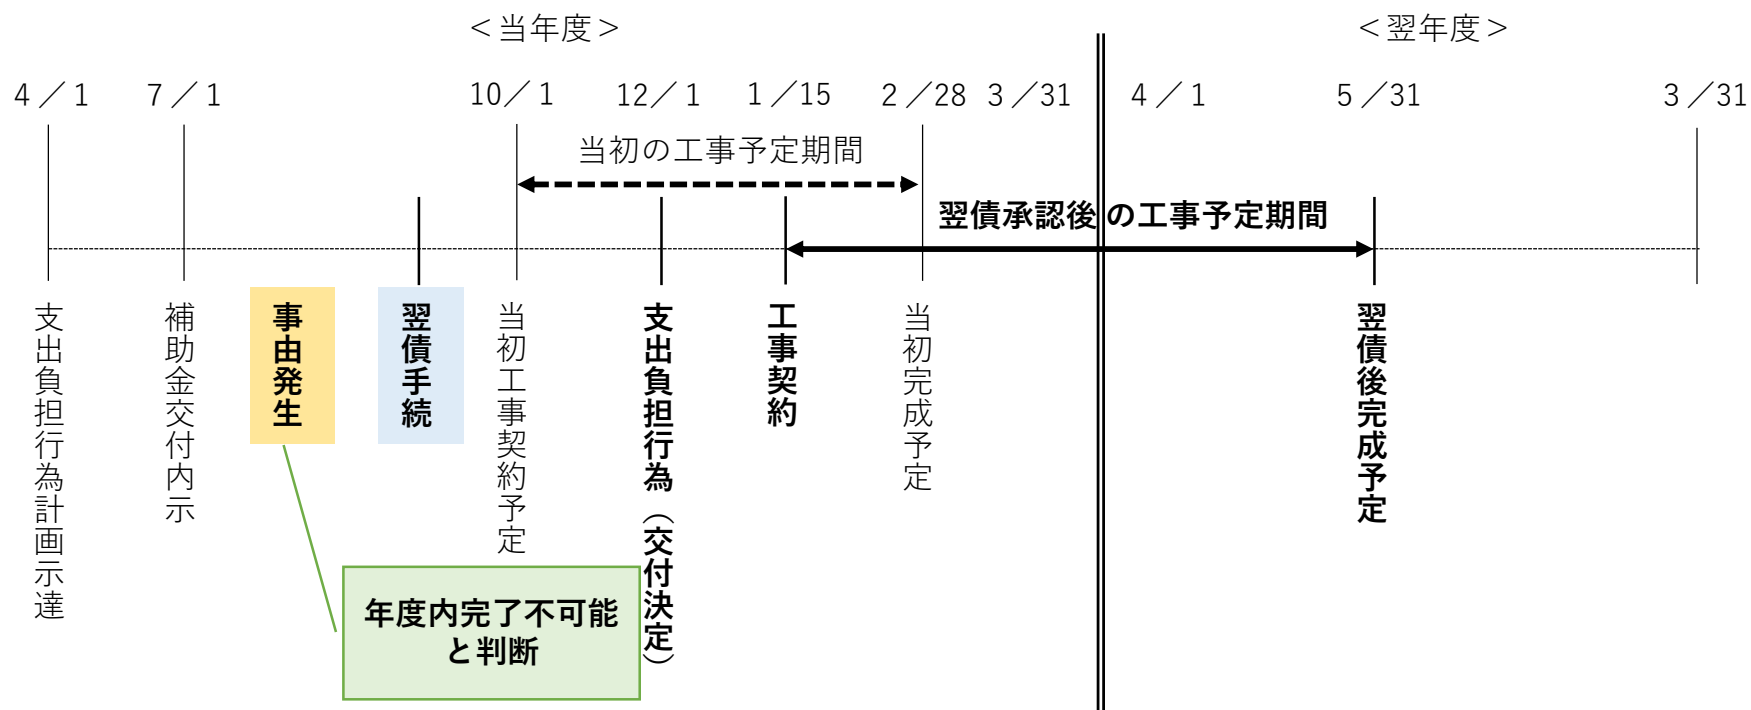 ＜当年度＞
＜翌年度＞
4／1
7／1
10／1
12／1
1／15
2／28
3／31
4／1
5／31
3／31
当初の工事予定期間
翌債承認後の工事予定期間
支出負担行為計画示達
補助金交付内示
事由発生
翌債手続
当初工事契約予定
支出負担行為（交付決定）
工事契約
当初完成予定
翌債後完成予定
年度内完了不可能
と判断